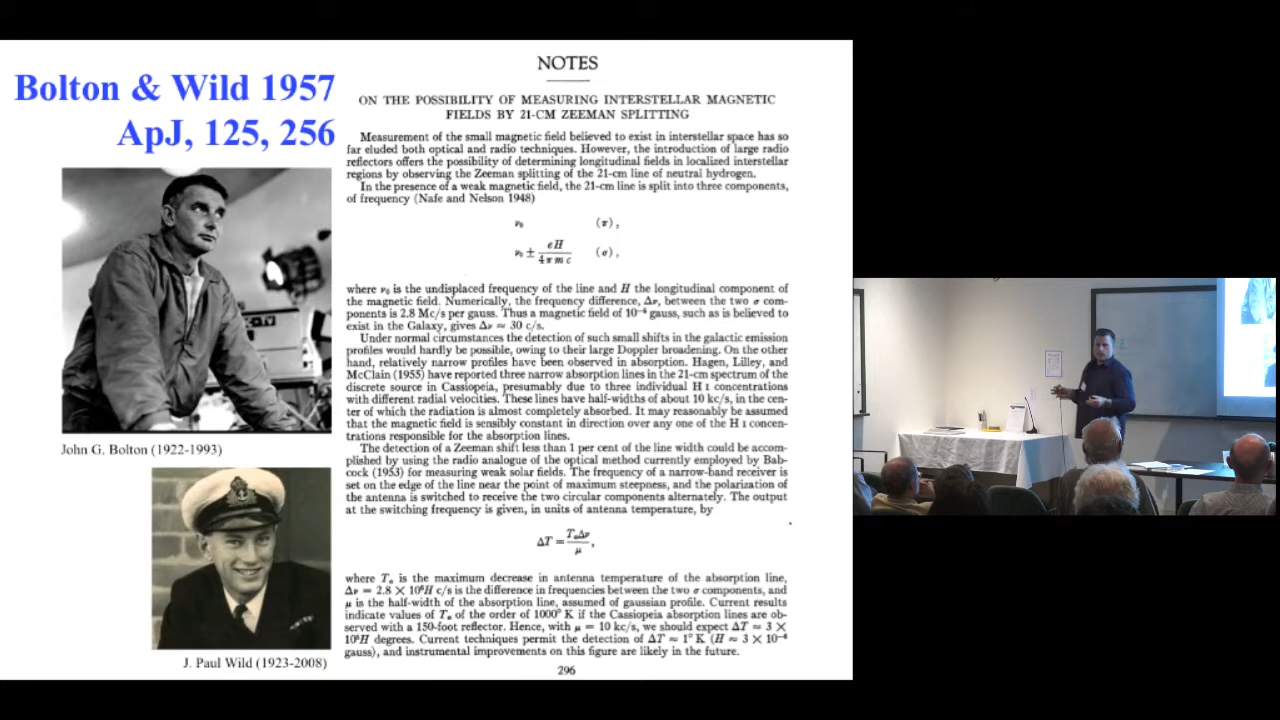 Bolton & Wild 1957
ApJ, 125, 256
John G. Bolton (1922-1993)
J. Paul Wild (1923-2008)
NOTES
ON THE POSSIBILITY OF MEASURING INTERSTELLAR MAGNETIC
FIELDS BY 21-CM ZEEMAN SPLITTING
Measurement of the small magnetic field believed to exist in interstellar space has so
far eluded both optical and radio techniques. However, the introduction of large radio
reflectors offers the possibility of determining longitudinal fields in localized interstellar
regions by observing the Zeeman splitting of the 21-cm line of neutral hydrogen.
In the presence of a weak magnetic field, the 21-cm line is split into three components,
of frequency (Nafe and Nelson 1948)
ν₀ (π),
ν₀ ± eH / 4πmc (σ),
where ν₀ is the undisplaced frequency of the line and H the longitudinal component of
the magnetic field. Numerically, the frequency difference, Δν, between the two σ com-
ponents is 2.8 Mc/s per gauss. Thus a magnetic field of 10⁻⁵ gauss, such as is believed to
exist in the Galaxy, gives Δν ≈ 30 c/s.
Under normal circumstances the detection of such small shifts in the galactic emission
profiles would hardly be possible, owing to their large Doppler broadening. On the other
hand, relatively narrow profiles have been observed in absorption. Hagen, Lilley, and
McClain (1955) have reported three narrow absorption lines in the 21-cm spectrum of the
discrete source in Cassiopeia, presumably due to three individual H I concentrations
with different radial velocities. These lines have half-widths of about 10 kc/s, in the cen-
ter of which the radiation is almost completely absorbed. It may reasonably be assumed
that the magnetic field is sensibly constant in direction over any one of the H I concen-
trations responsible for the absorption lines.
The detection of a Zeeman shift less than 1 per cent of the line width could be accom-
plished by using the radio analogue of the optical method currently employed by Bab-
cock (1953) for measuring weak solar fields. The frequency of a narrow-band receiver is
set on the edge of the line near the point of maximum steepness, and the polarization of
the antenna is switched to receive the two circular components alternately. The output
at the switching frequency is given, in units of antenna temperature, by
ΔT = TₐΔν / μ,
where Tₐ is the maximum decrease in antenna temperature of the absorption line,
Δν = 2.8 × 10⁶H c/s is the difference in frequencies between the two σ components, and
μ is the half-width of the absorption line, assumed of gaussian profile. Current results
indicate values of Tₐ of the order of 1000° K if the Cassiopeia absorption lines are ob-
served with a 150-foot reflector. Hence, with μ = 10 kc/s, we should expect ΔT ≈ 3 ×
10⁵H degrees. Current techniques permit the detection of ΔT ≈ 1° K (H ≈ 3 × 10⁻⁶
gauss), and instrumental improvements on this figure are likely in the future.
296